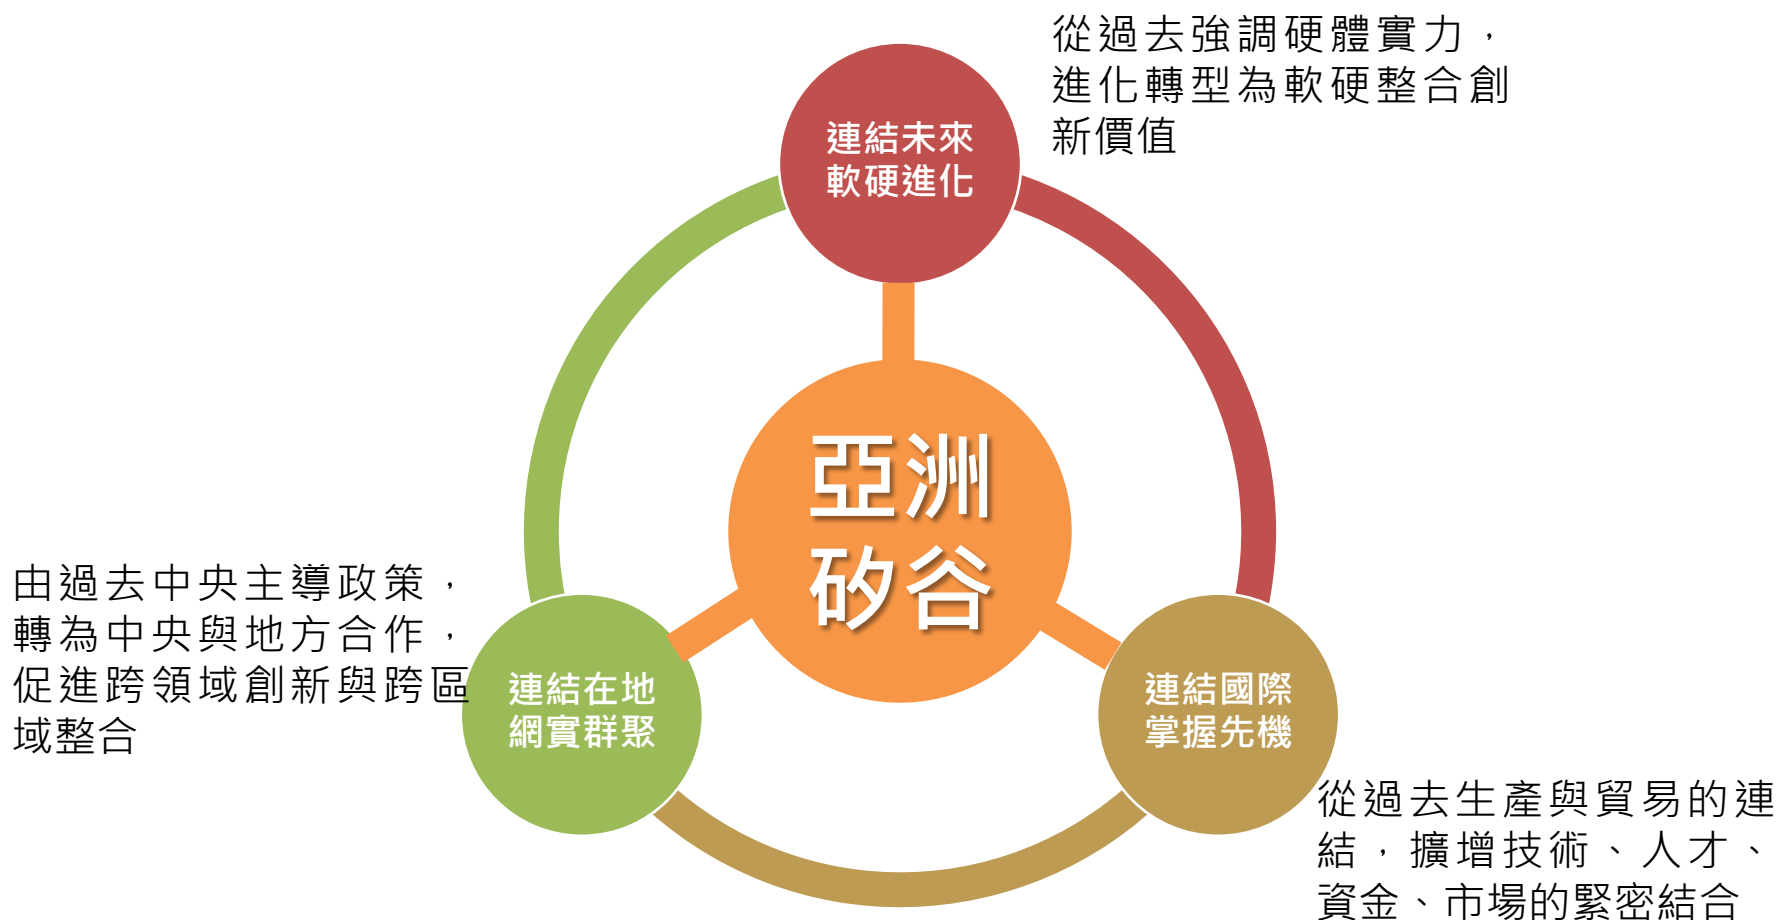 從過去強調硬體實力，
進化轉型為軟硬整合創
新價值
連結未來
軟硬進化
亞洲
矽谷
由過去中央主導政策，
轉為中央與地方合作，
促進跨領域創新與跨區
域整合
連結在地
網實群聚
連結國際
掌握先機
從過去生產與貿易的連
結，擴增技術、人才、
資金、市場的緊密結合